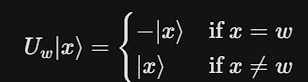 U_w|x⟩ = { −|x⟩ if x = w
|x⟩ if x ≠ w